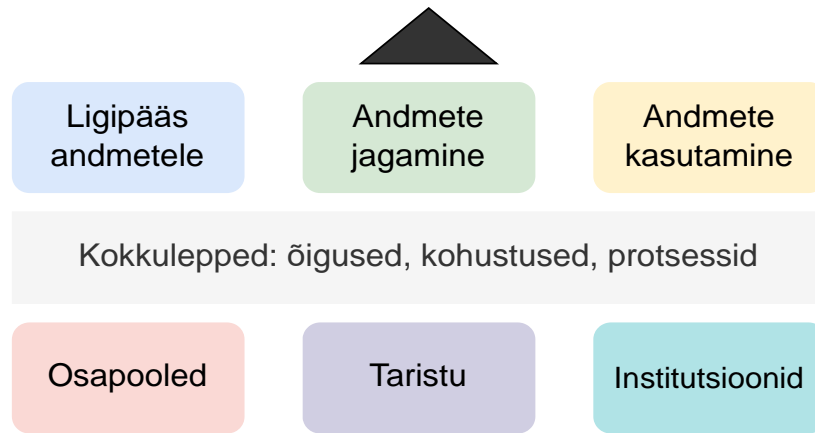 Ligipääs
andmetele
Andmete
jagamine
Andmete
kasutamine
Kokkulepped: õigused, kohustused, protsessid
Osapooled
Taristu
Institutsioonid